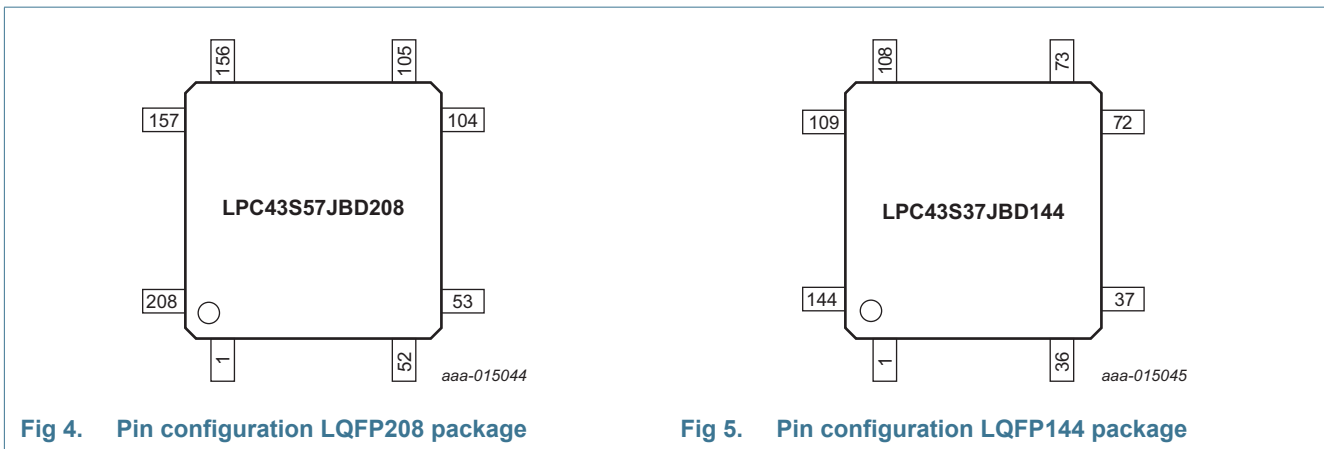 156
105
157
104
LPC43S57JBD208
208
53
1
52
aaa-015044
Fig 4. Pin configuration LQFP208 package
108
73
109
72
LPC43S37JBD144
144
37
1
36
aaa-015045
Fig 5. Pin configuration LQFP144 package